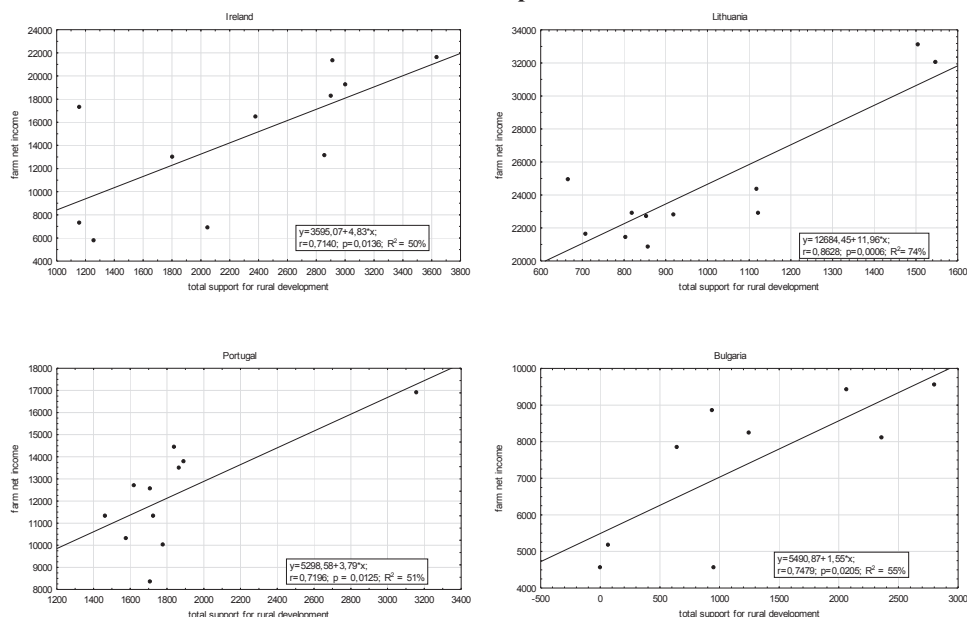 Ireland
24000
22000
20000
18000
16000
14000
12000
10000
8000
6000
4000
farm net income
y=3595,07+4,83*x;
r=0,7140; p=0,0136; R² = 50%
1000 1200 1400 1600 1800 2000 2200 2400 2600 2800 3000 3200 3400 3600 3800
total support for rural development
Lithuania
34000
32000
30000
28000
26000
24000
22000
20000
farm net income
y=12684,45+11,96*x;
r=0,8628; p=0,0006; R²= 74%
600 700 800 900 1000 1100 1200 1300 1400 1500 1600
total support for rural development
Portugal
18000
17000
16000
15000
14000
13000
12000
11000
10000
9000
8000
farm net income
y=5298,58+3,79*x;
r=0,7196; p = 0,0125; R² = 51%
1200 1400 1600 1800 2000 2200 2400 2600 2800 3000 3200 3400
total support for rural development
Bulgaria
10000
9000
8000
7000
6000
5000
4000
farm net income
y=5490,87+1,55*x;
r=0,7479; p=0,0205; R² = 55%
-500 0 500 1000 1500 2000 2500 3000
total support for rural development